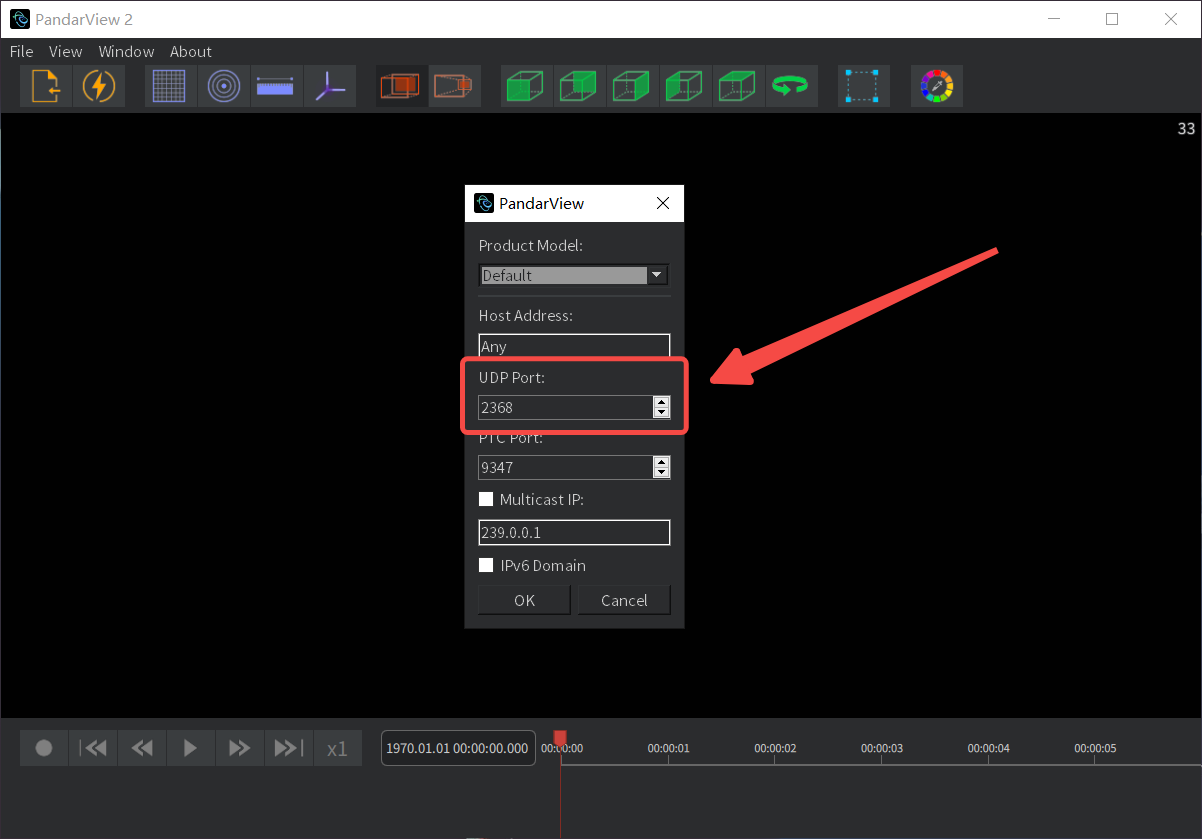 PandarView 2
File View Window About
33
PandarView
Product Model:
Default
Host Address:
Any
UDP Port:
2368
PTC Port:
9347
Multicast IP:
239.0.0.1
IPv6 Domain
OK Cancel
x1 1970.01.01 00:00:00.000 00:00:00 00:00:01 00:00:02 00:00:03 00:00:04 00:00:05